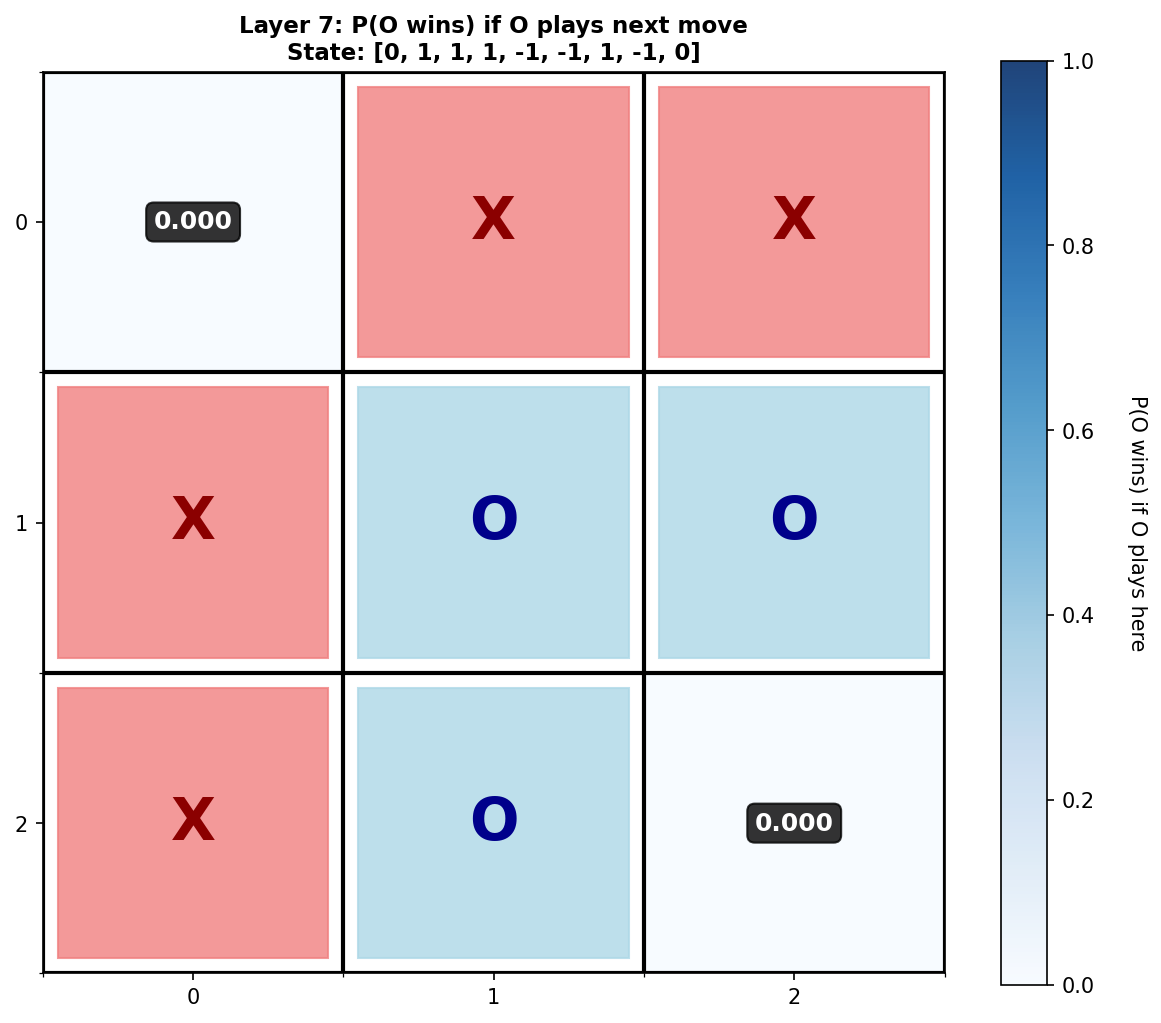 Layer 7: P(O wins) if O plays next move
State: [0, 1, 1, 1, -1, -1, 1, -1, 0]
0
0.000
X
X
1
X
O
O
2
X
O
0.000
0
1
2
1.0
0.8
0.6
0.4
0.2
0.0
P(O wins) if O plays here